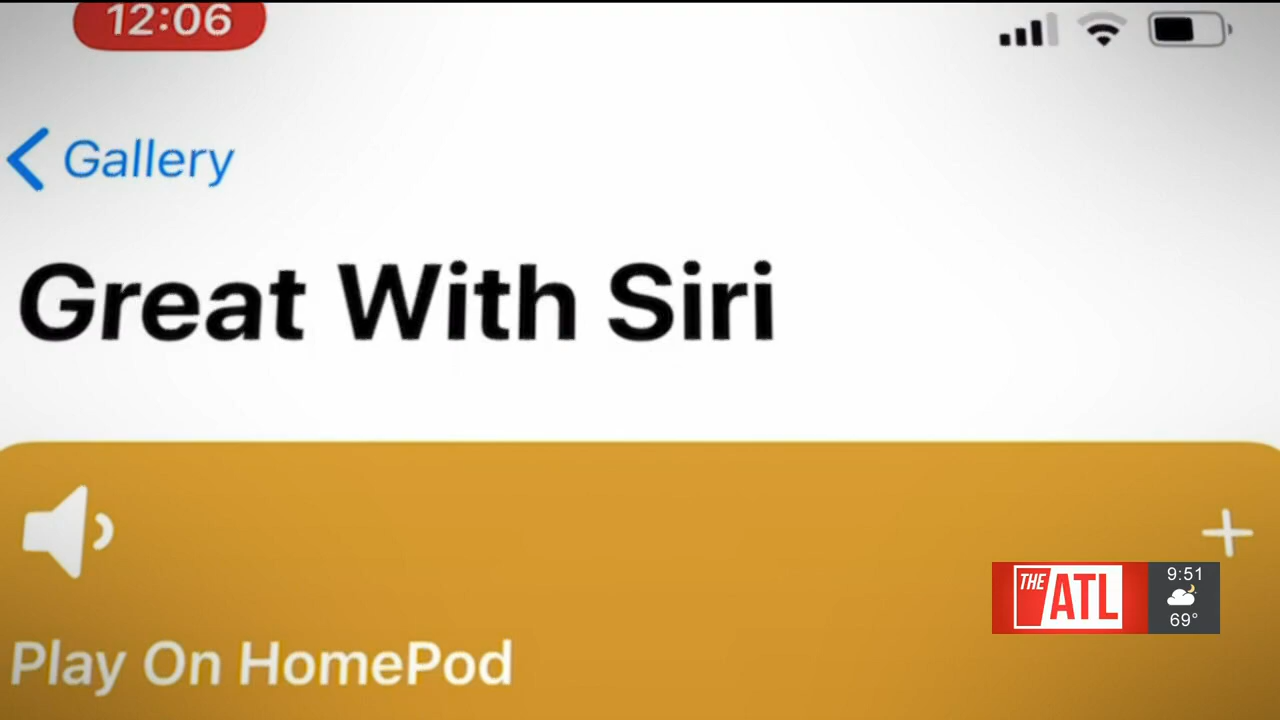 12:06
Gallery
Great With Siri
Play On HomePod
THE ATL
9:51
69°